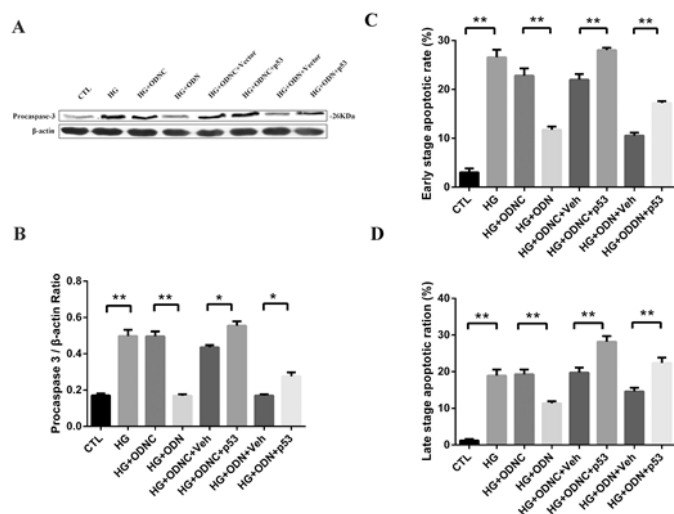 A
CTL
HG
HG+ODNC
HG+ODN
HG+ODNC+Vector
HG+ODNC+p53
HG+ODN+Vector
HG+ODN+p53
Procaspase-3
-26KDa
β-actin
B
Procaspase 3 / β-actin Ratio
0.8
0.6
0.4
0.2
0.0
**
**
*
*
CTL
HG
HG+ODNC
HG+ODN
HG+ODNC+Veh
HG+ODNC+p53
HG+ODN+Veh
HG+ODN+p53
C
Early stage apoptotic rate (%)
30
20
10
0
**
**
**
**
CTL
HG
HG+ODNC
HG+ODN
HG+ODNC+Veh
HG+ODNC+p53
HG+ODN+Veh
HG+ODDN+p53
D
Late stage apoptotic ration (%)
40
30
20
10
0
**
**
**
**
CTL
HG
HG+ODNC
HG+ODN
HG+ODNC+Veh
HG+ODNC+p53
HG+ODN+Veh
HG+ODN+p53